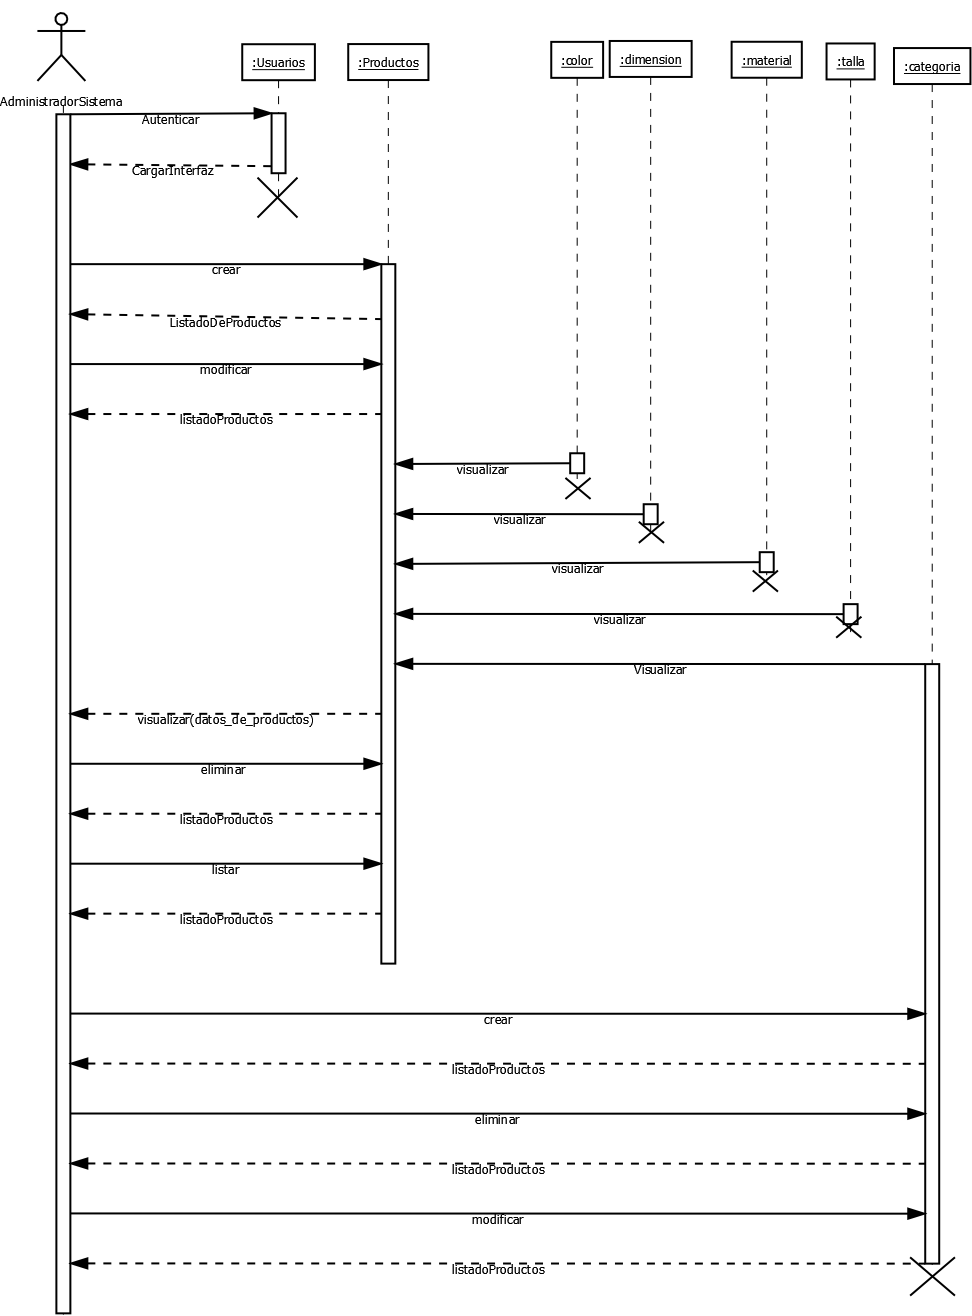 :Usuarios
:Productos
:color
:dimension
:material
:talla
:categoria
AdministradorSistema
Autenticar
CargarInterfaz
crear
ListadoDeProductos
modificar
listadoProductos
visualizar
visualizar
visualizar
visualizar
Visualizar
visualizar(datos_de_productos)
eliminar
listadoProductos
listar
listadoProductos
crear
listadoProductos
eliminar
listadoProductos
modificar
listadoProductos